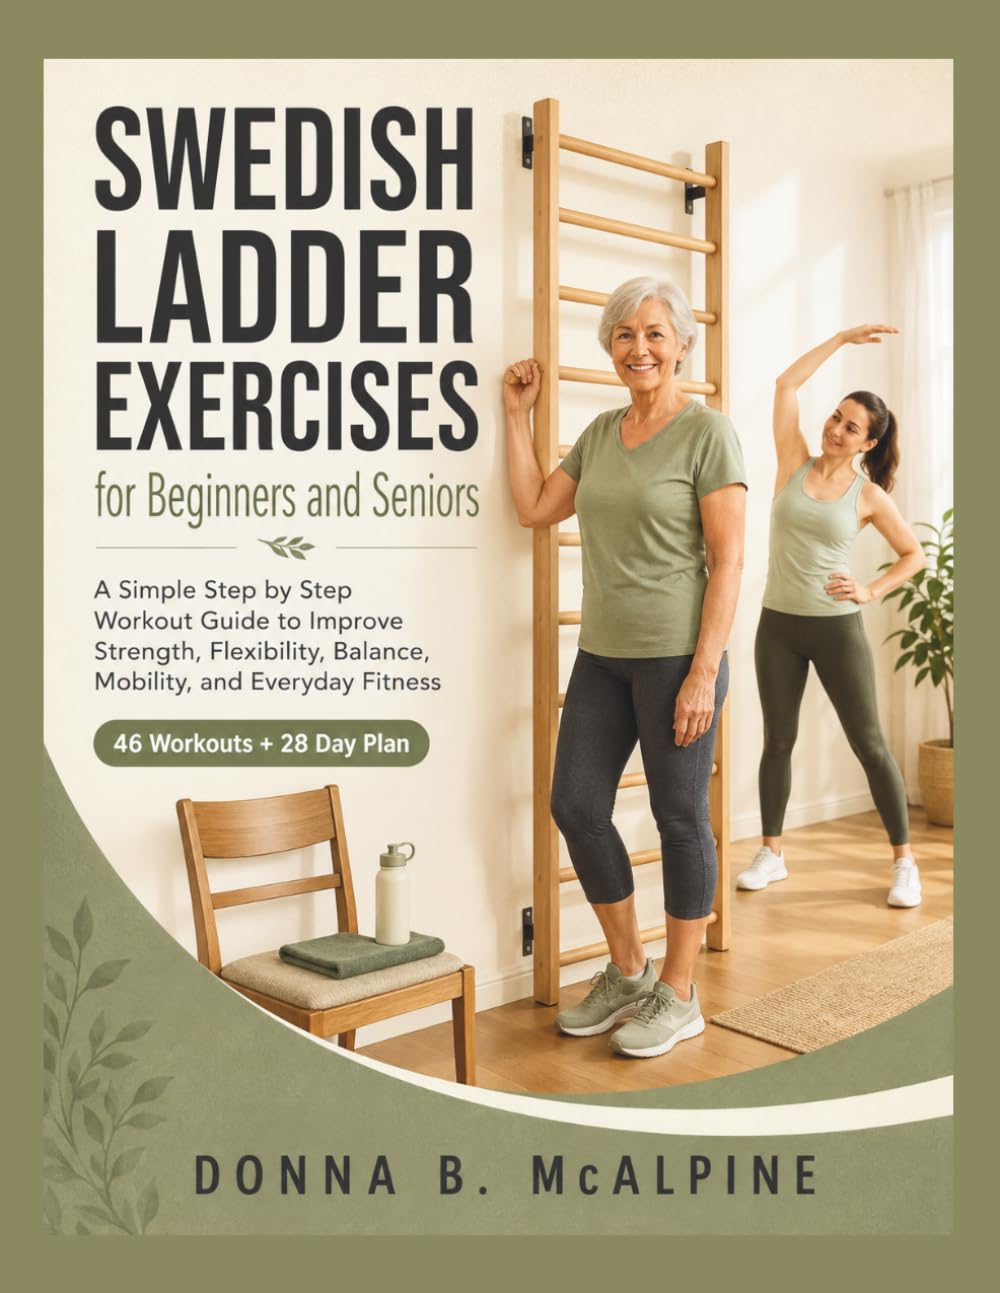 SWEDISH
LADDER
EXERCISES
for Beginners and Seniors
A Simple Step by Step
Workout Guide to Improve
Strength, Flexibility, Balance,
Mobility, and Everyday Fitness
46 Workouts + 28 Day Plan
DONNA B. McALPINE